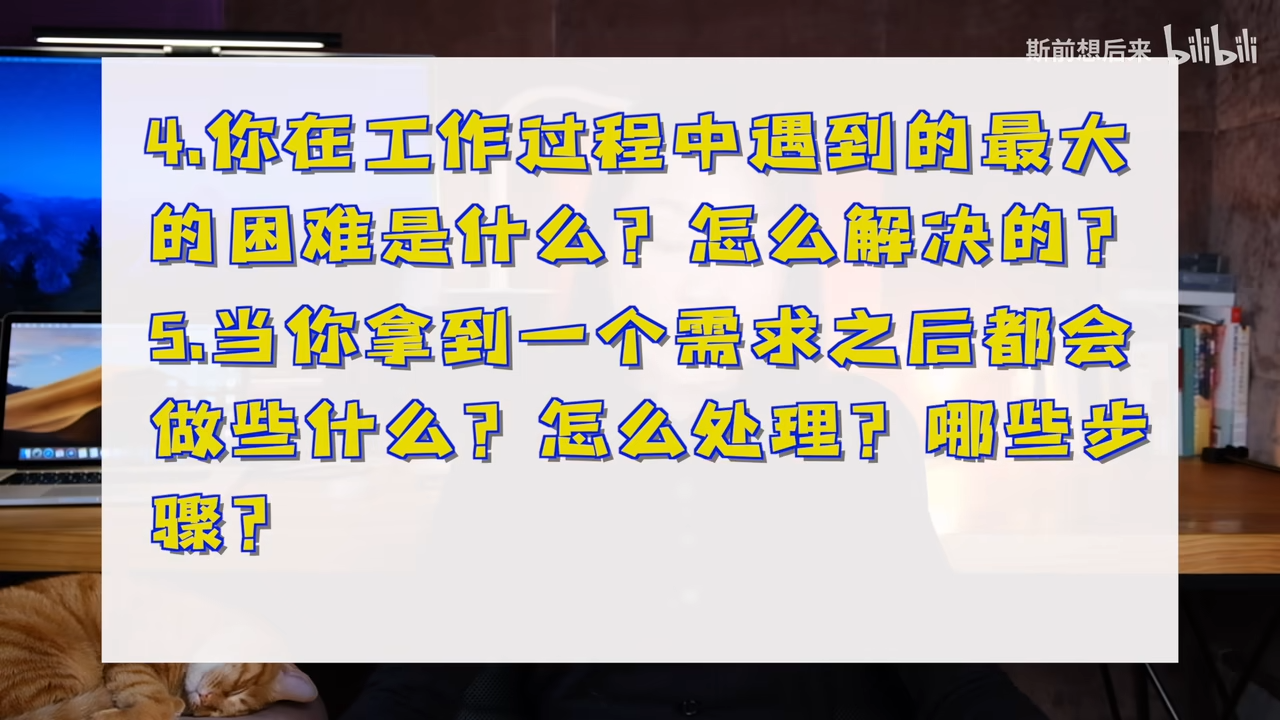 斯前想后来 bilibili
4.你在工作过程中遇到的最大
的困难是什么？怎么解决的？
5.当你拿到一个需求之后都会
做些什么？怎么处理？哪些步
骤？